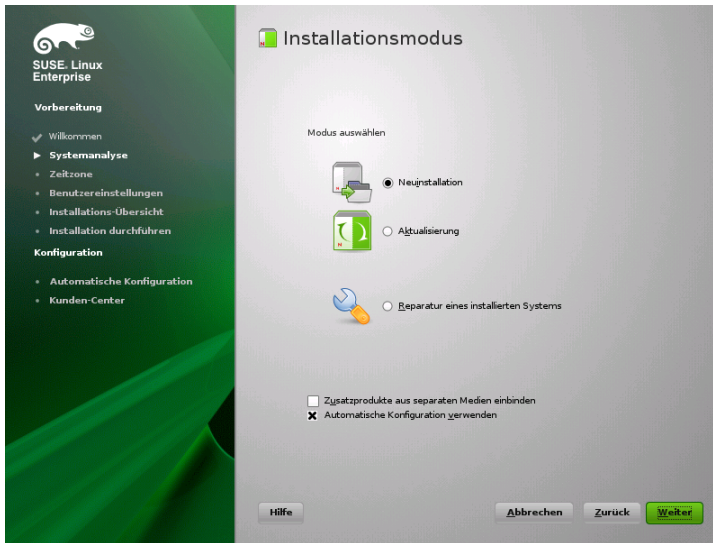 SUSE. Linux
Enterprise
Vorbereitung
Willkommen
Systemanalyse
Zeitzone
Benutzereinstellungen
Installations-Übersicht
Installation durchführen
Konfiguration
Automatische Konfiguration
Kunden-Center
Installationsmodus
Modus auswählen
Neuinstallation
Aktualisierung
Reparatur eines installierten Systems
Zusatzprodukte aus separaten Medien einbinden
Automatische Konfiguration verwenden
Hilfe
Abbrechen
Zurück
Weiter